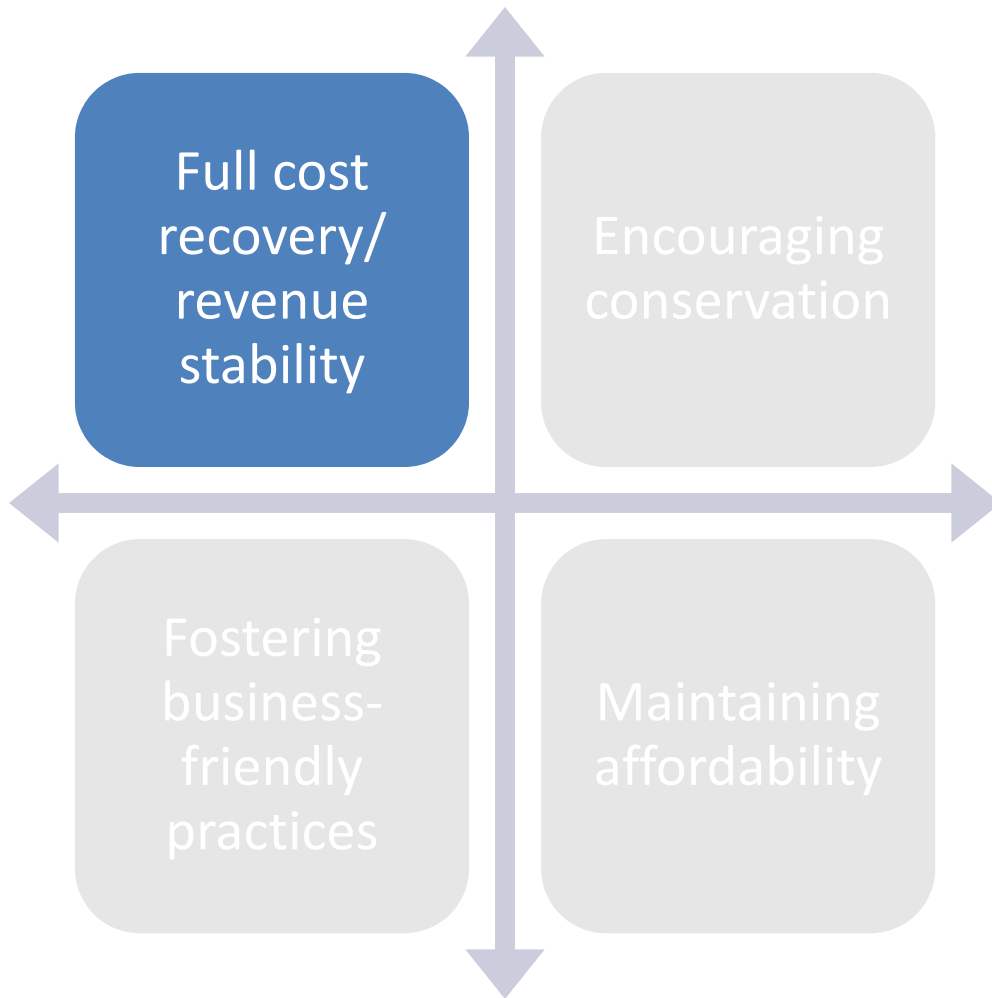 Full cost
recovery/
revenue
stability
Encouraging
conservation
Fostering
business-
friendly
practices
Maintaining
affordability